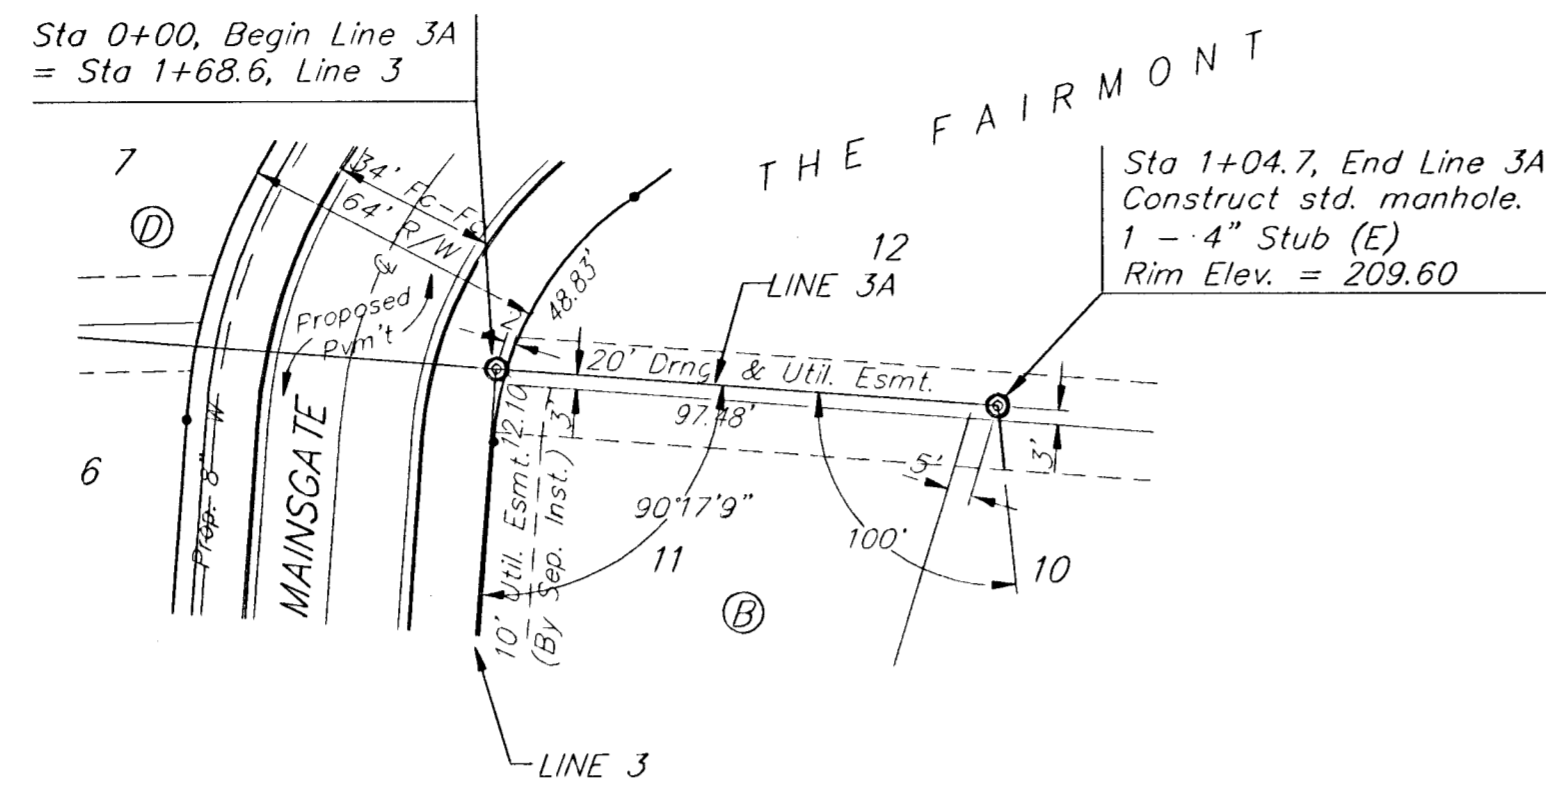 Sta 0+00, Begin Line 3A
= Sta 1+68.6, Line 3
THE FAIRMONT
Sta 1+04.7, End Line 3A
Construct std. manhole.
1 - 4" Stub (E)
Rim Elev. = 209.60
7
D
34' Fc-Fc
64' R/W
℄
Proposed
Pvm't
12
LINE 3A
48.83'
2'
20' Drng & Util. Esmt.
97.48'
12.10
3'
3'
5'
6
Prop. 8" W
MAINSGATE
10' Util. Esmt.
(By Sep. Inst.)
90°17'9"
100'
11
10
B
LINE 3